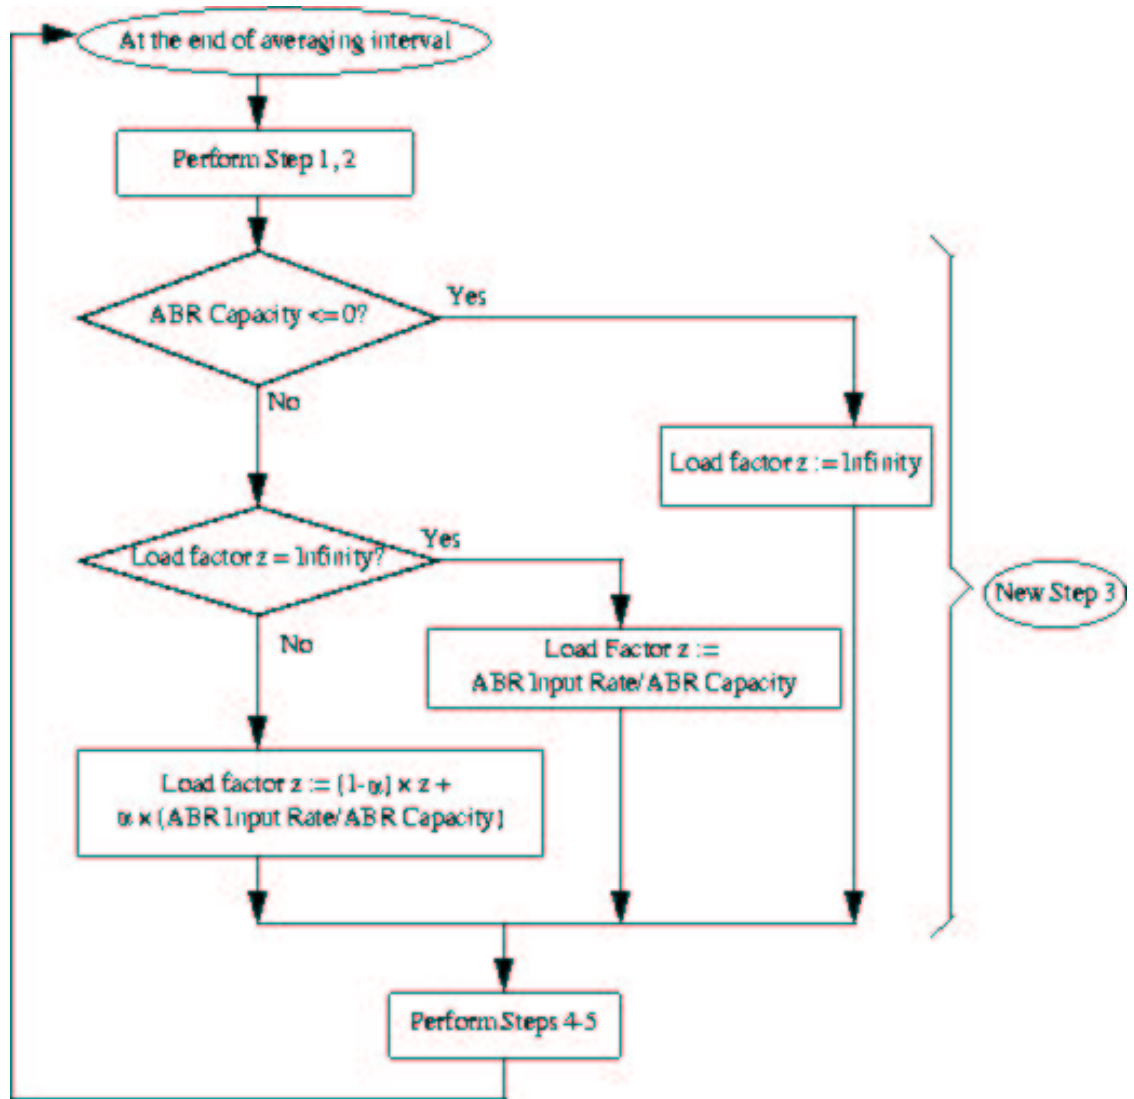 At the end of averaging interval
Perform Step 1, 2
ABR Capacity <=0?
Yes
No
Load factor z := Infinity
Load factor z = Infinity?
Yes
No
New Step 3
Load Factor z :=
ABR Input Rate/ABR Capacity
Load factor z := (1-α) × z +
α × (ABR Input Rate/ABR Capacity)
Perform Steps 4-5